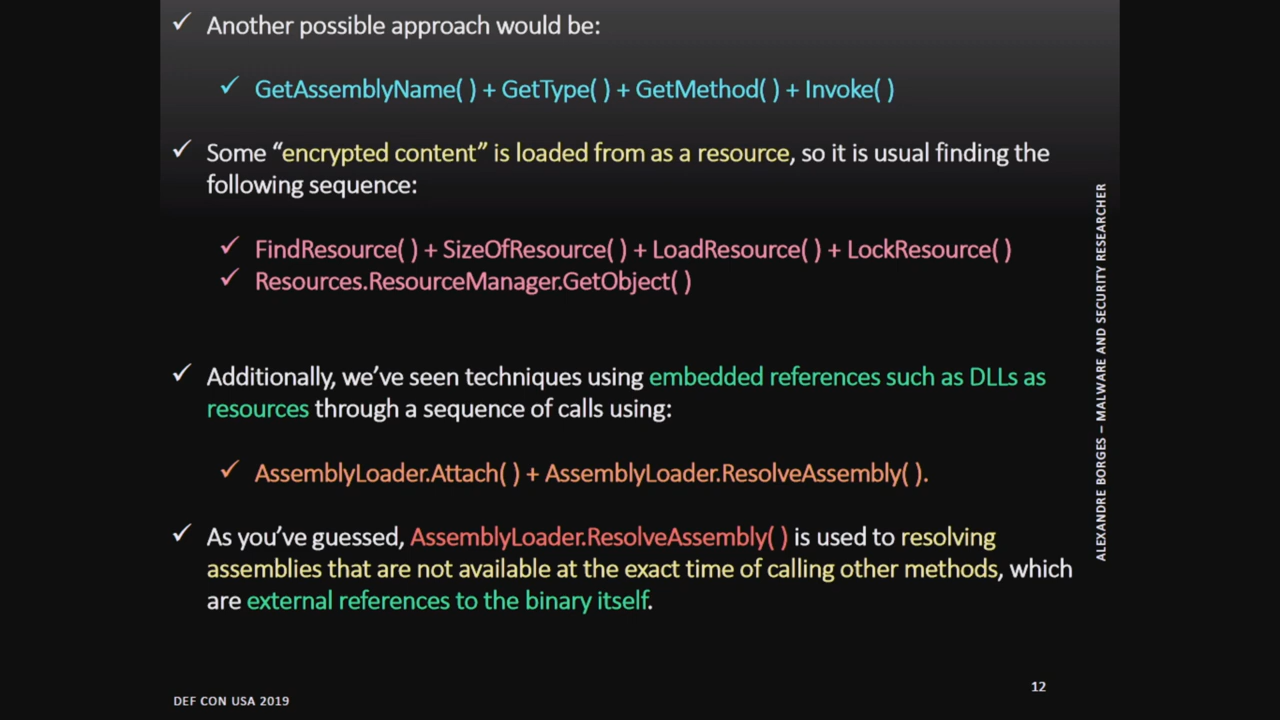 ✓ Another possible approach would be:
✓ GetAssemblyName( ) + GetType( ) + GetMethod( ) + Invoke( )
✓ Some “encrypted content” is loaded from as a resource, so it is usual finding the
following sequence:
✓ FindResource( ) + SizeOfResource( ) + LoadResource( ) + LockResource( )
✓ Resources.ResourceManager.GetObject( )
✓ Additionally, we’ve seen techniques using embedded references such as DLLs as
resources through a sequence of calls using:
✓ AssemblyLoader.Attach( ) + AssemblyLoader.ResolveAssembly( ).
✓ As you’ve guessed, AssemblyLoader.ResolveAssembly( ) is used to resolving
assemblies that are not available at the exact time of calling other methods, which
are external references to the binary itself.
ALEXANDRE BORGES – MALWARE AND SECURITY RESEARCHER
DEF CON USA 2019
12